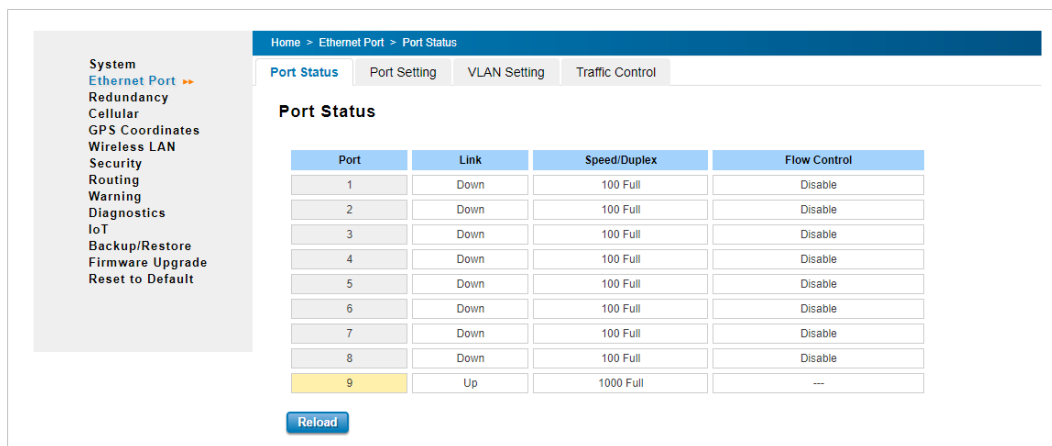 Home > Ethernet Port > Port Status
System
Ethernet Port
Redundancy
Cellular
GPS Coordinates
Wireless LAN
Security
Routing
Warning
Diagnostics
IoT
Backup/Restore
Firmware Upgrade
Reset to Default
Port Status Port Setting VLAN Setting Traffic Control
Port Status
Port Link Speed/Duplex Flow Control
1 Down 100 Full Disable
2 Down 100 Full Disable
3 Down 100 Full Disable
4 Down 100 Full Disable
5 Down 100 Full Disable
6 Down 100 Full Disable
7 Down 100 Full Disable
8 Down 100 Full Disable
9 Up 1000 Full ---
Reload